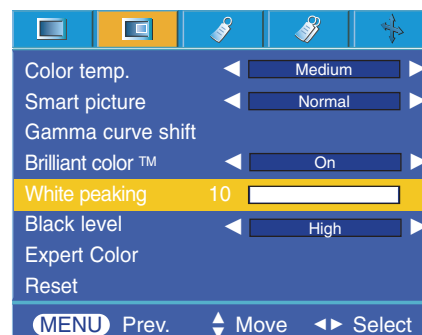 Color temp. Medium
Smart picture Normal
Gamma curve shift
Brilliant color TM On
White peaking 10
Black level High
Expert Color
Reset
MENU Prev. Move Select